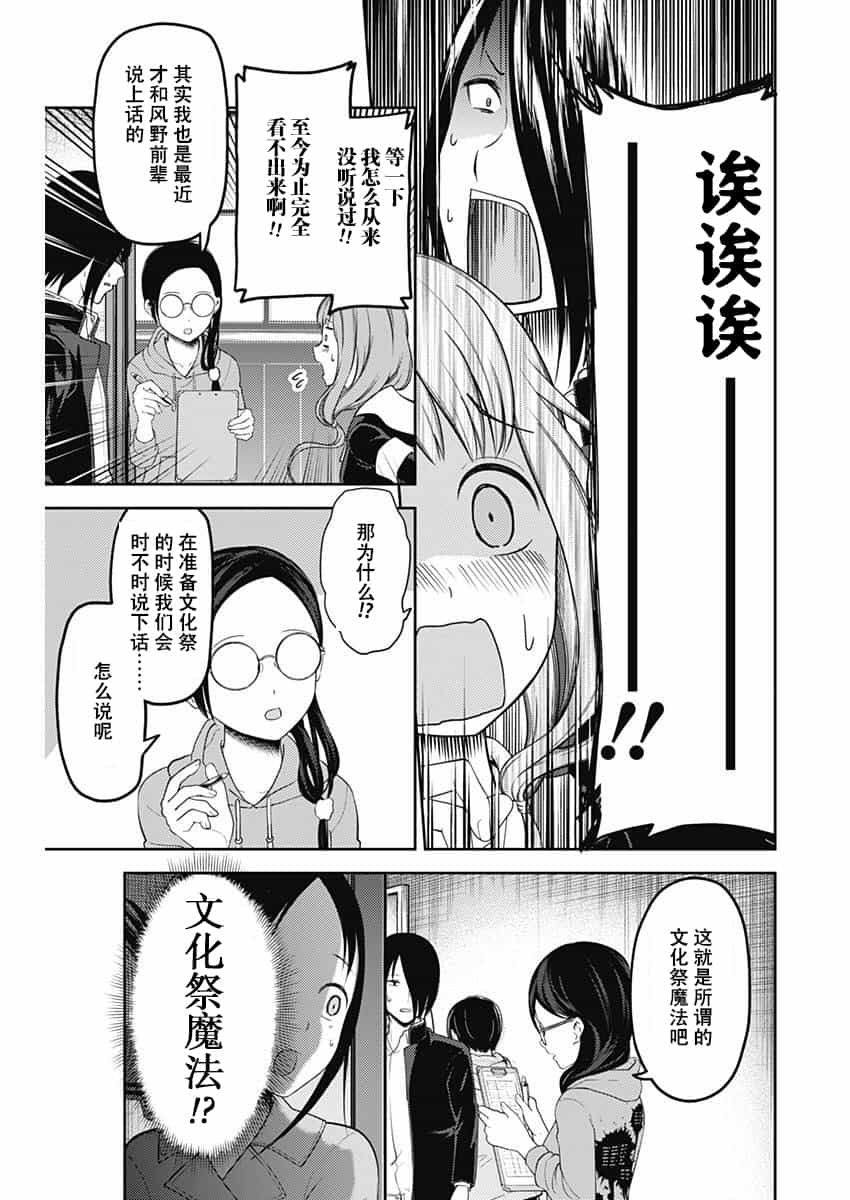 诶诶诶——!!
等一下
我怎么从来
没听说过!!
至今为止完全
看不出来啊!!
其实我也是最近
才和风野前辈
说上话的
那为什么!?
在准备文化祭
的时候我们会
时不时说下话……
怎么说呢
这就是所谓的
文化祭魔法吧
文化祭魔法!?